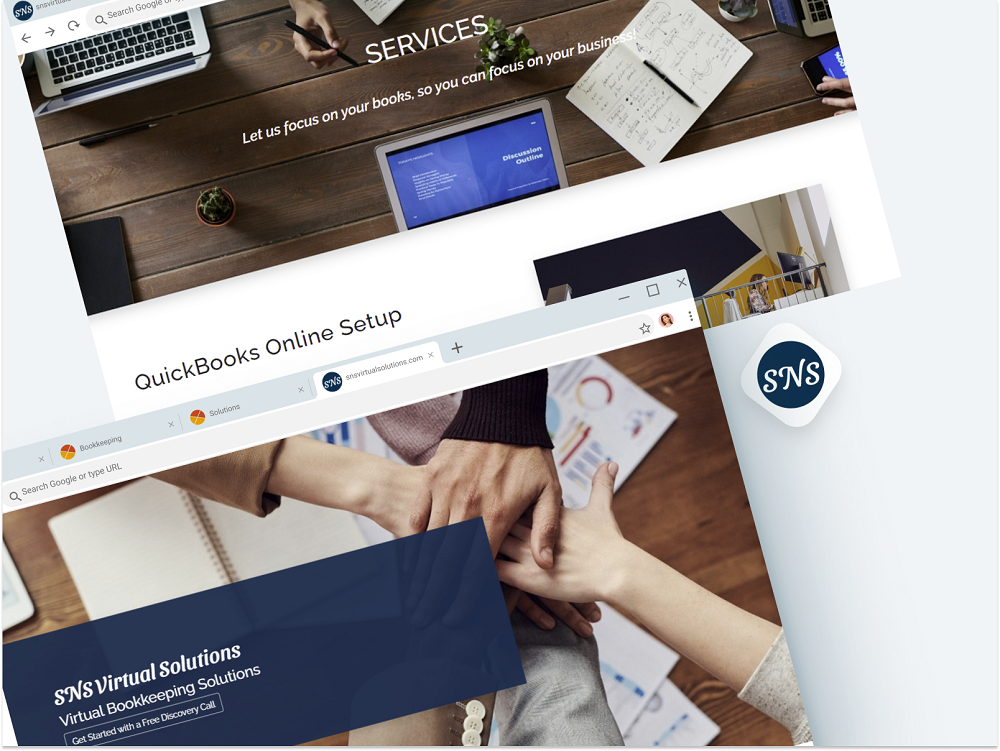 SNS
snsvirtual
Search Google or
SERVICES
Let us focus on your books, so you can focus on your business!
Discussion
Outline
QuickBooks Online Setup
Bookkeeping
Solutions
SNS
snsvirtualsolutions.com
Search Google or type URL
SNS
SNS Virtual Solutions
Virtual Bookkeeping Solutions
Get Started with a Free Discovery Call